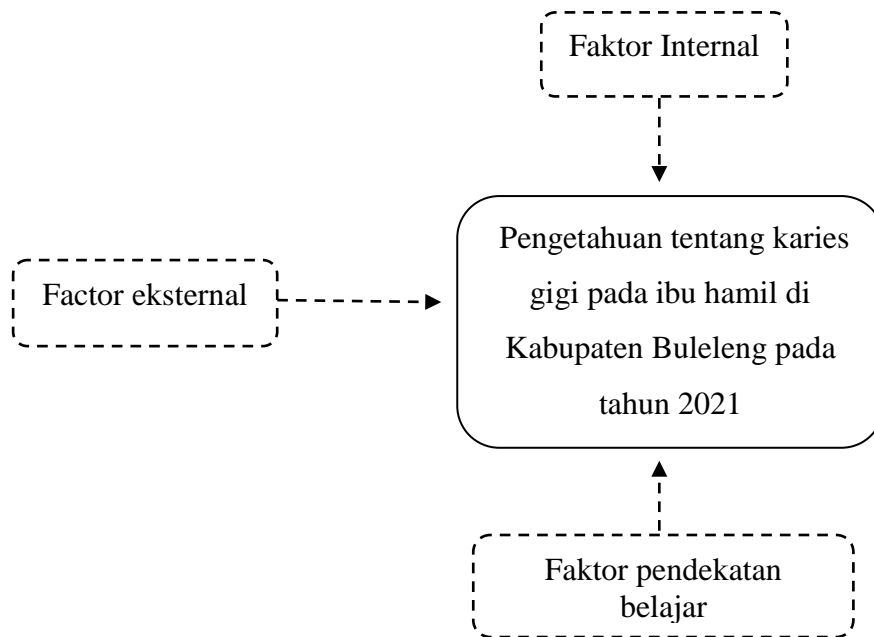 Faktor Internal
Factor eksternal
Pengetahuan tentang karies
gigi pada ibu hamil di
Kabupaten Buleleng pada
tahun 2021
Faktor pendekatan
belajar